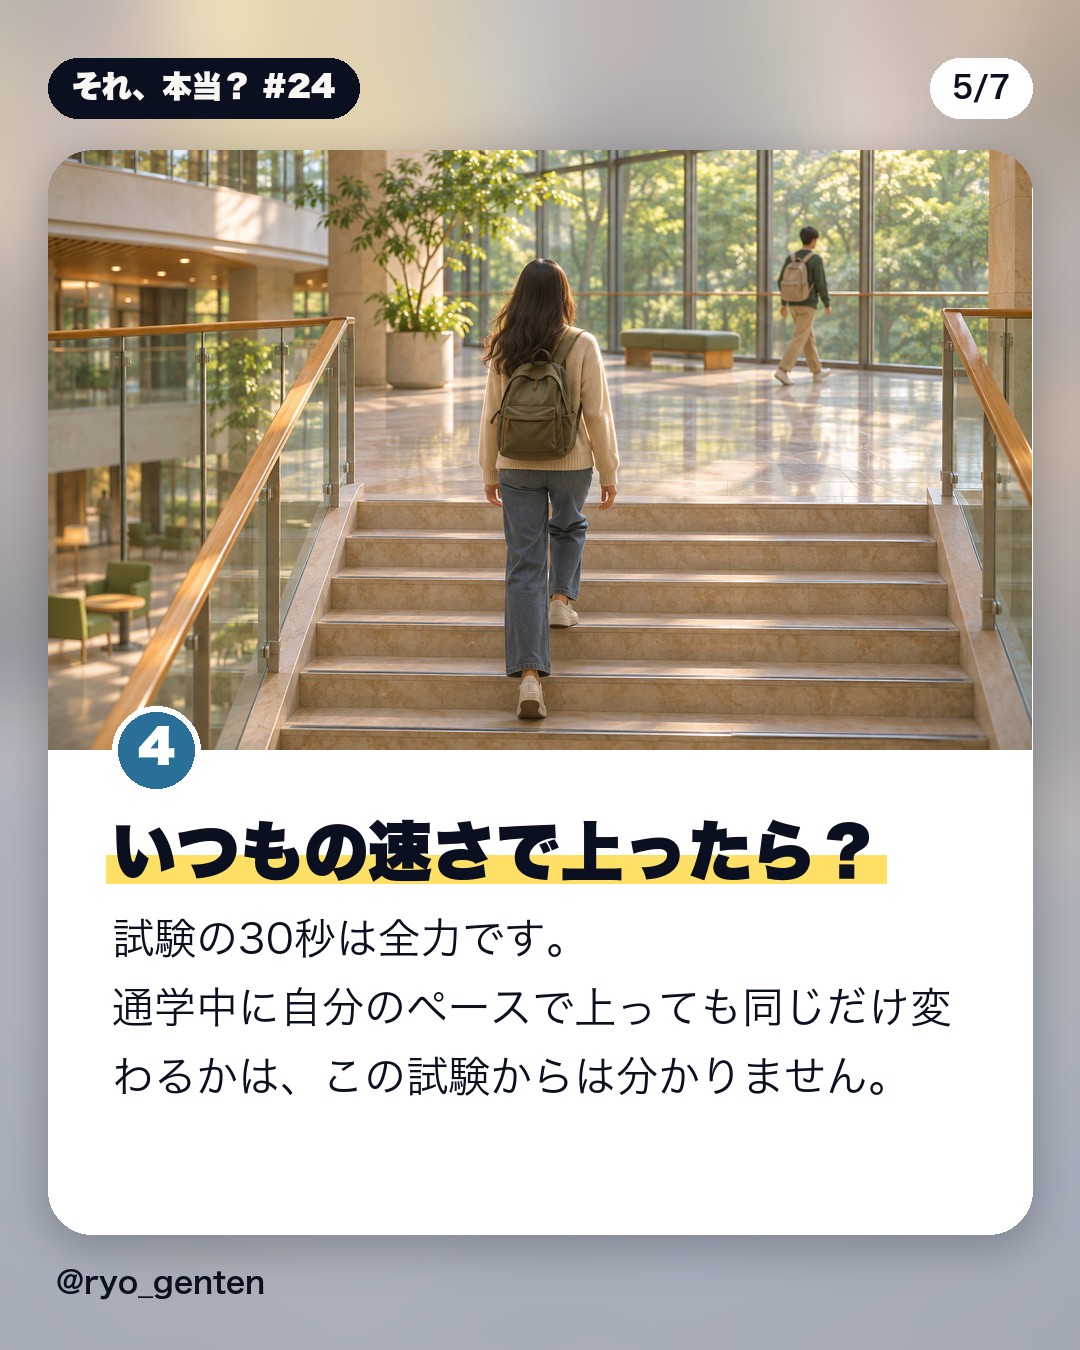 それ、本当？ #24
5/7
4
いつもの速さで上ったら？
試験の30秒は全力です。
通学中に自分のペースで上っても同じだけ変
わるかは、この試験からは分かりません。
@ryo_genten